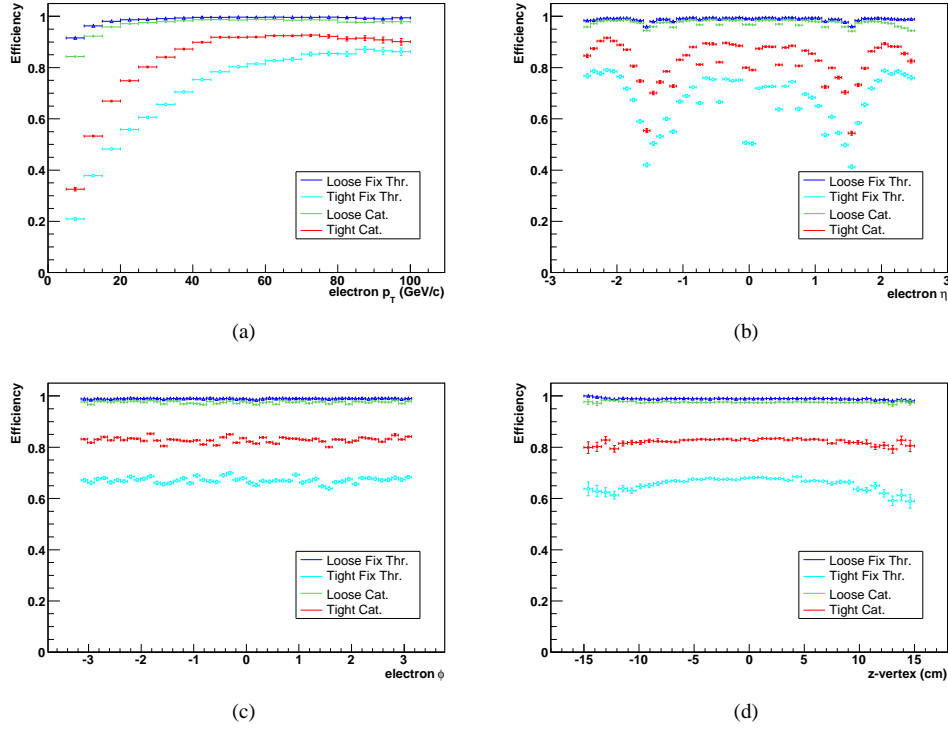 Efficiency
1
0.8
0.6
0.4
0.2
0
0 20 40 60 80 100
electron p_T (GeV/c)
Loose Fix Thr.
Tight Fix Thr.
Loose Cat.
Tight Cat.
(a)
Efficiency
1
0.8
0.6
0.4
0.2
0
-3 -2 -1 0 1 2 3
electron η
Loose Fix Thr.
Tight Fix Thr.
Loose Cat.
Tight Cat.
(b)
Efficiency
1
0.8
0.6
0.4
0.2
0
-3 -2 -1 0 1 2 3
electron ϕ
Loose Fix Thr.
Tight Fix Thr.
Loose Cat.
Tight Cat.
(c)
Efficiency
1
0.8
0.6
0.4
0.2
0
-15 -10 -5 0 5 10 15
z-vertex (cm)
Loose Fix Thr.
Tight Fix Thr.
Loose Cat.
Tight Cat.
(d)